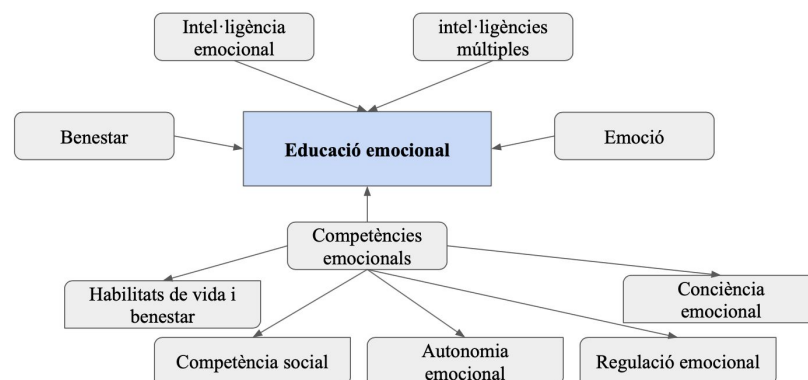 Intel·ligència
emocional
intel·ligències
múltiples
Benestar
Educació emocional
Emoció
Competències
emocionals
Habilitats de vida i
benestar
Conciència
emocional
Competència social
Autonomia
emocional
Regulació emocional